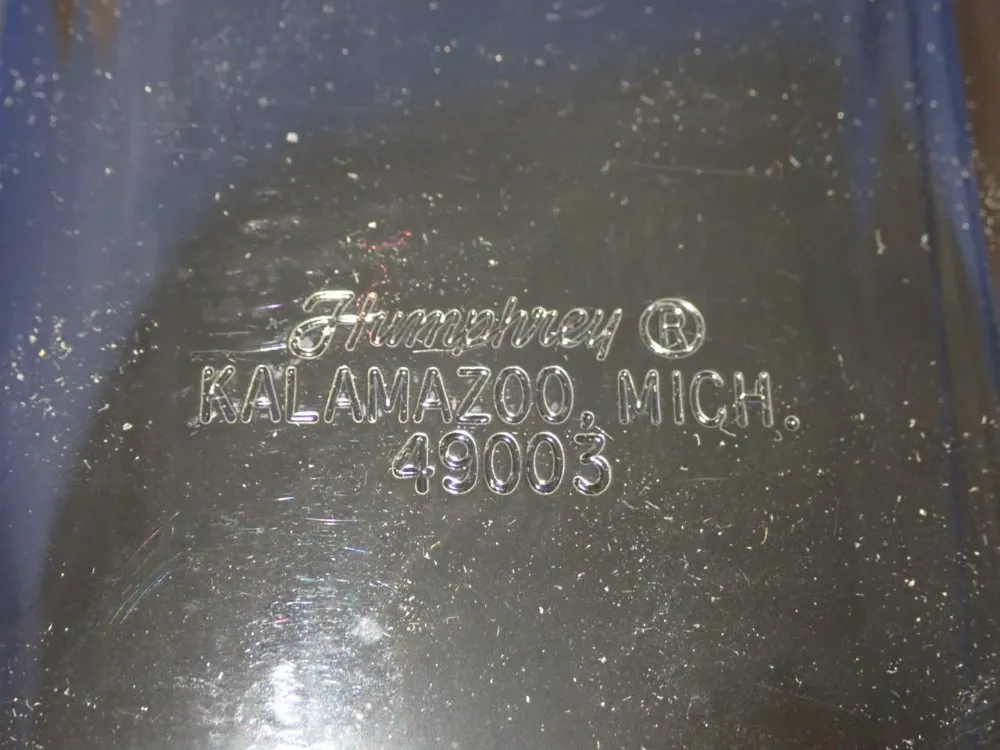 Humphrey ®
KALAMAZOO, MICH.
49003